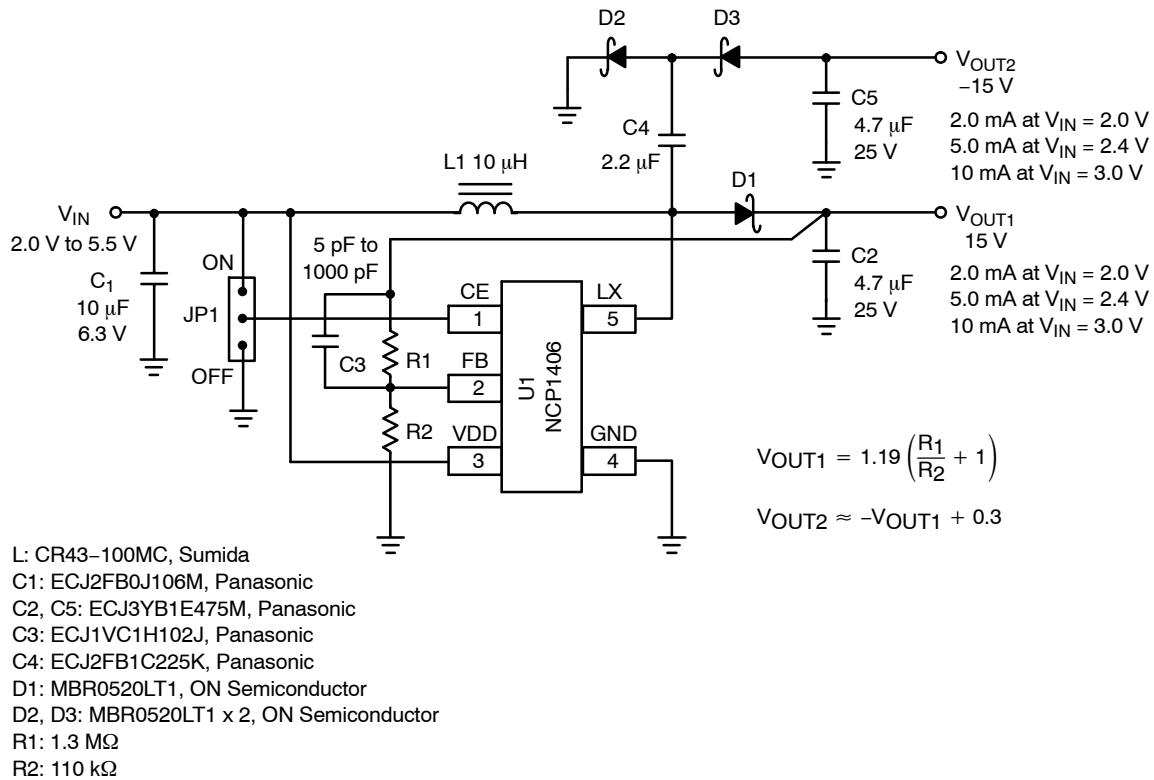 D2
D3
VOUT2
−15 V
C5
4.7 μF
25 V
2.0 mA at VIN = 2.0 V
5.0 mA at VIN = 2.4 V
10 mA at VIN = 3.0 V
C4
2.2 μF
L1 10 μH
D1
VIN
2.0 V to 5.5 V
VOUT1
15 V
C2
4.7 μF
25 V
2.0 mA at VIN = 2.0 V
5.0 mA at VIN = 2.4 V
10 mA at VIN = 3.0 V
5 pF to
1000 pF
ON
C1
10 μF
6.3 V
JP1
OFF
C3
R1
R2
CE
1
FB
2
VDD
3
U1
NCP1406
LX
5
GND
4
VOUT1 = 1.19 (R1/R2 + 1)
VOUT2 ≈ –VOUT1 + 0.3
L: CR43−100MC, Sumida
C1: ECJ2FB0J106M, Panasonic
C2, C5: ECJ3YB1E475M, Panasonic
C3: ECJ1VC1H102J, Panasonic
C4: ECJ2FB1C225K, Panasonic
D1: MBR0520LT1, ON Semiconductor
D2, D3: MBR0520LT1 x 2, ON Semiconductor
R1: 1.3 MΩ
R2: 110 kΩ